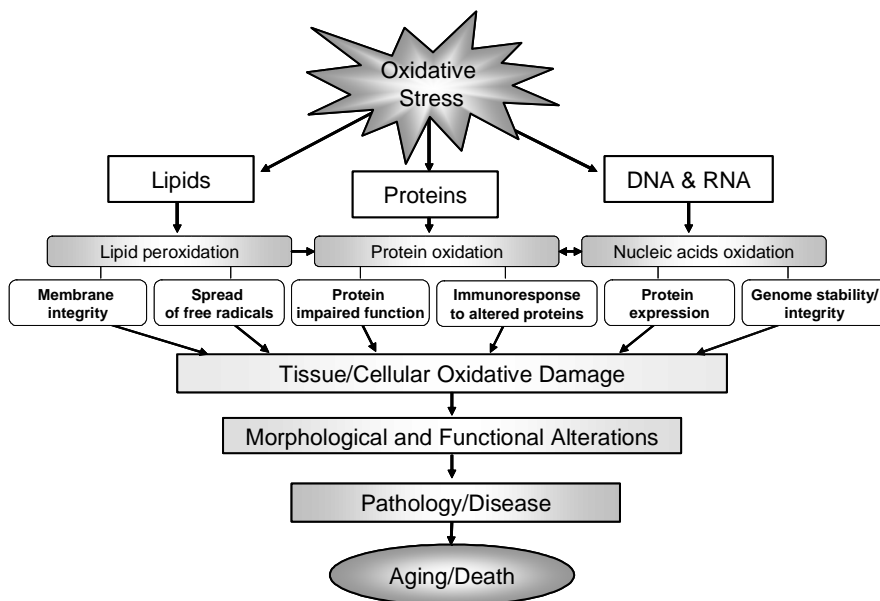 Oxidative
Stress
Lipids
Proteins
DNA & RNA
Lipid peroxidation
Protein oxidation
Nucleic acids oxidation
Membrane
integrity
Spread
of free radicals
Protein
impaired function
Immunoresponse
to altered proteins
Protein
expression
Genome stability/
integrity
Tissue/Cellular Oxidative Damage
Morphological and Functional Alterations
Pathology/Disease
Aging/Death